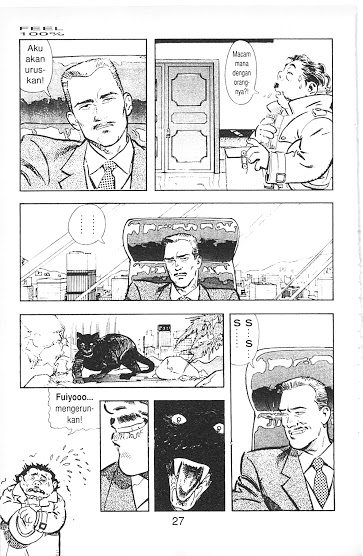 FEEL
100%
Aku
akan
urus-
kan!
Macam
mana
dengan
orang-
nya?!
S
S
Fuiyooo...
mengerun-
kan!
27